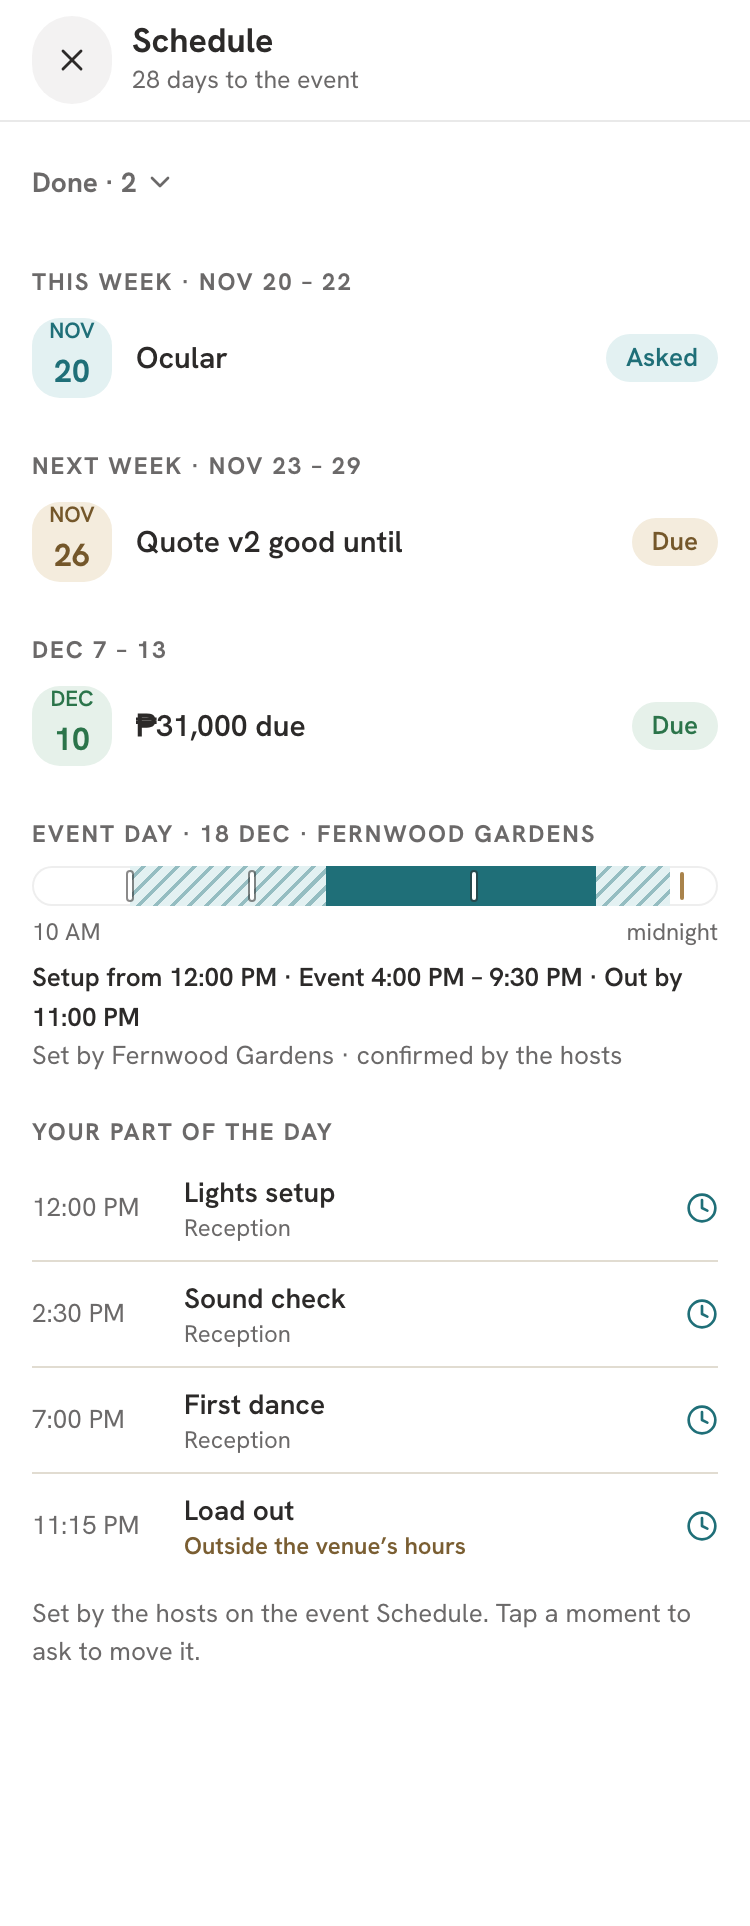 Schedule
28 days to the event
Done · 2
THIS WEEK · NOV 20 – 22
NOV
20
Ocular
Asked
NEXT WEEK · NOV 23 – 29
NOV
26
Quote v2 good until
Due
DEC 7 – 13
DEC
10
₱31,000 due
Due
EVENT DAY · 18 DEC · FERNWOOD GARDENS
10 AM
midnight
Setup from 12:00 PM · Event 4:00 PM – 9:30 PM · Out by
11:00 PM
Set by Fernwood Gardens · confirmed by the hosts
YOUR PART OF THE DAY
12:00 PM
Lights setup
Reception
2:30 PM
Sound check
Reception
7:00 PM
First dance
Reception
11:15 PM
Load out
Outside the venue’s hours
Set by the hosts on the event Schedule. Tap a moment to
ask to move it.